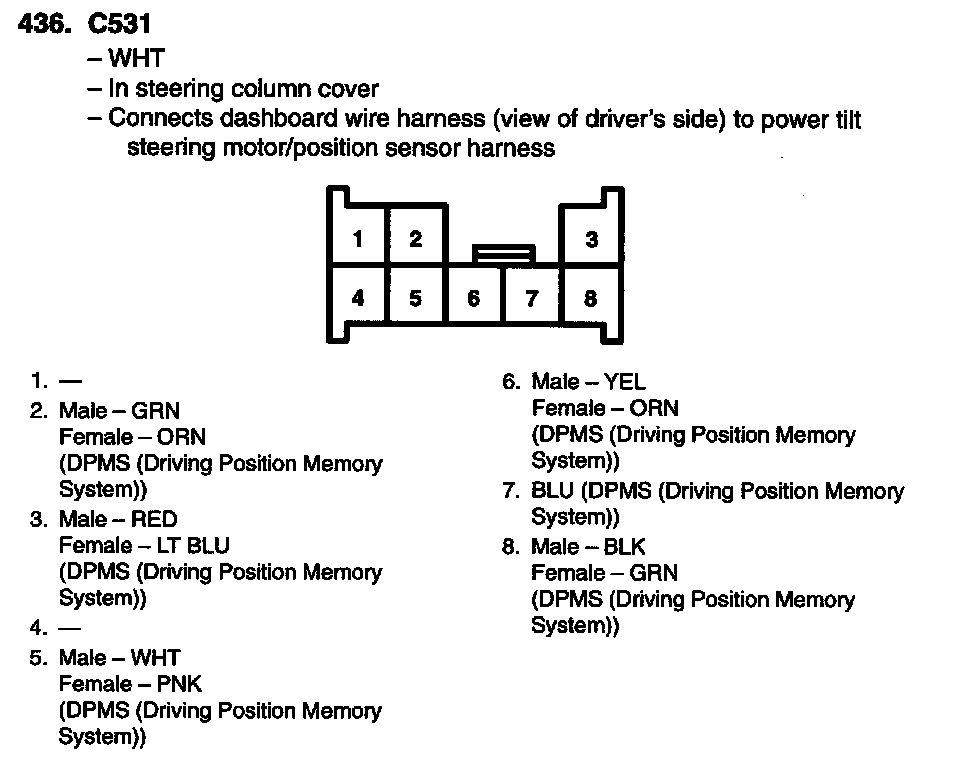 436. C531
– WHT
– In steering column cover
– Connects dashboard wire harness (view of driver's side) to power tilt
steering motor/position sensor harness
1 2 3
4 5 6 7 8
1. —
2. Male – GRN
Female – ORN
(DPMS (Driving Position Memory
System))
3. Male – RED
Female – LT BLU
(DPMS (Driving Position Memory
System))
4. —
5. Male – WHT
Female – PNK
(DPMS (Driving Position Memory
System))
6. Male – YEL
Female – ORN
(DPMS (Driving Position Memory
System))
7. BLU (DPMS (Driving Position Memory
System))
8. Male – BLK
Female – GRN
(DPMS (Driving Position Memory
System))